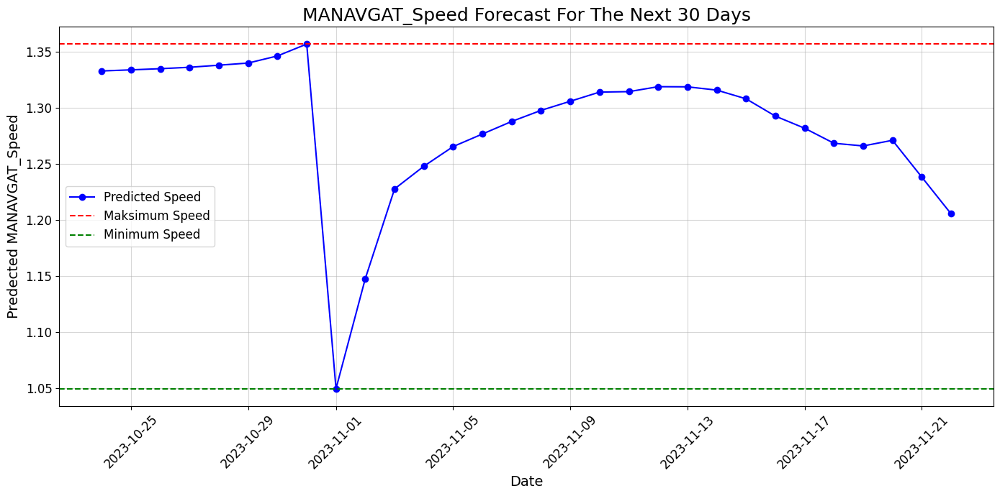 MANAVGAT_Speed Forecast For The Next 30 Days
Predected MANAVGAT_Speed
1.35
1.30
1.25
1.20
1.15
1.10
1.05
Predicted Speed
Maksimum Speed
Minimum Speed
2023-10-25
2023-10-29
2023-11-01
2023-11-05
2023-11-09
2023-11-13
2023-11-17
2023-11-21
Date